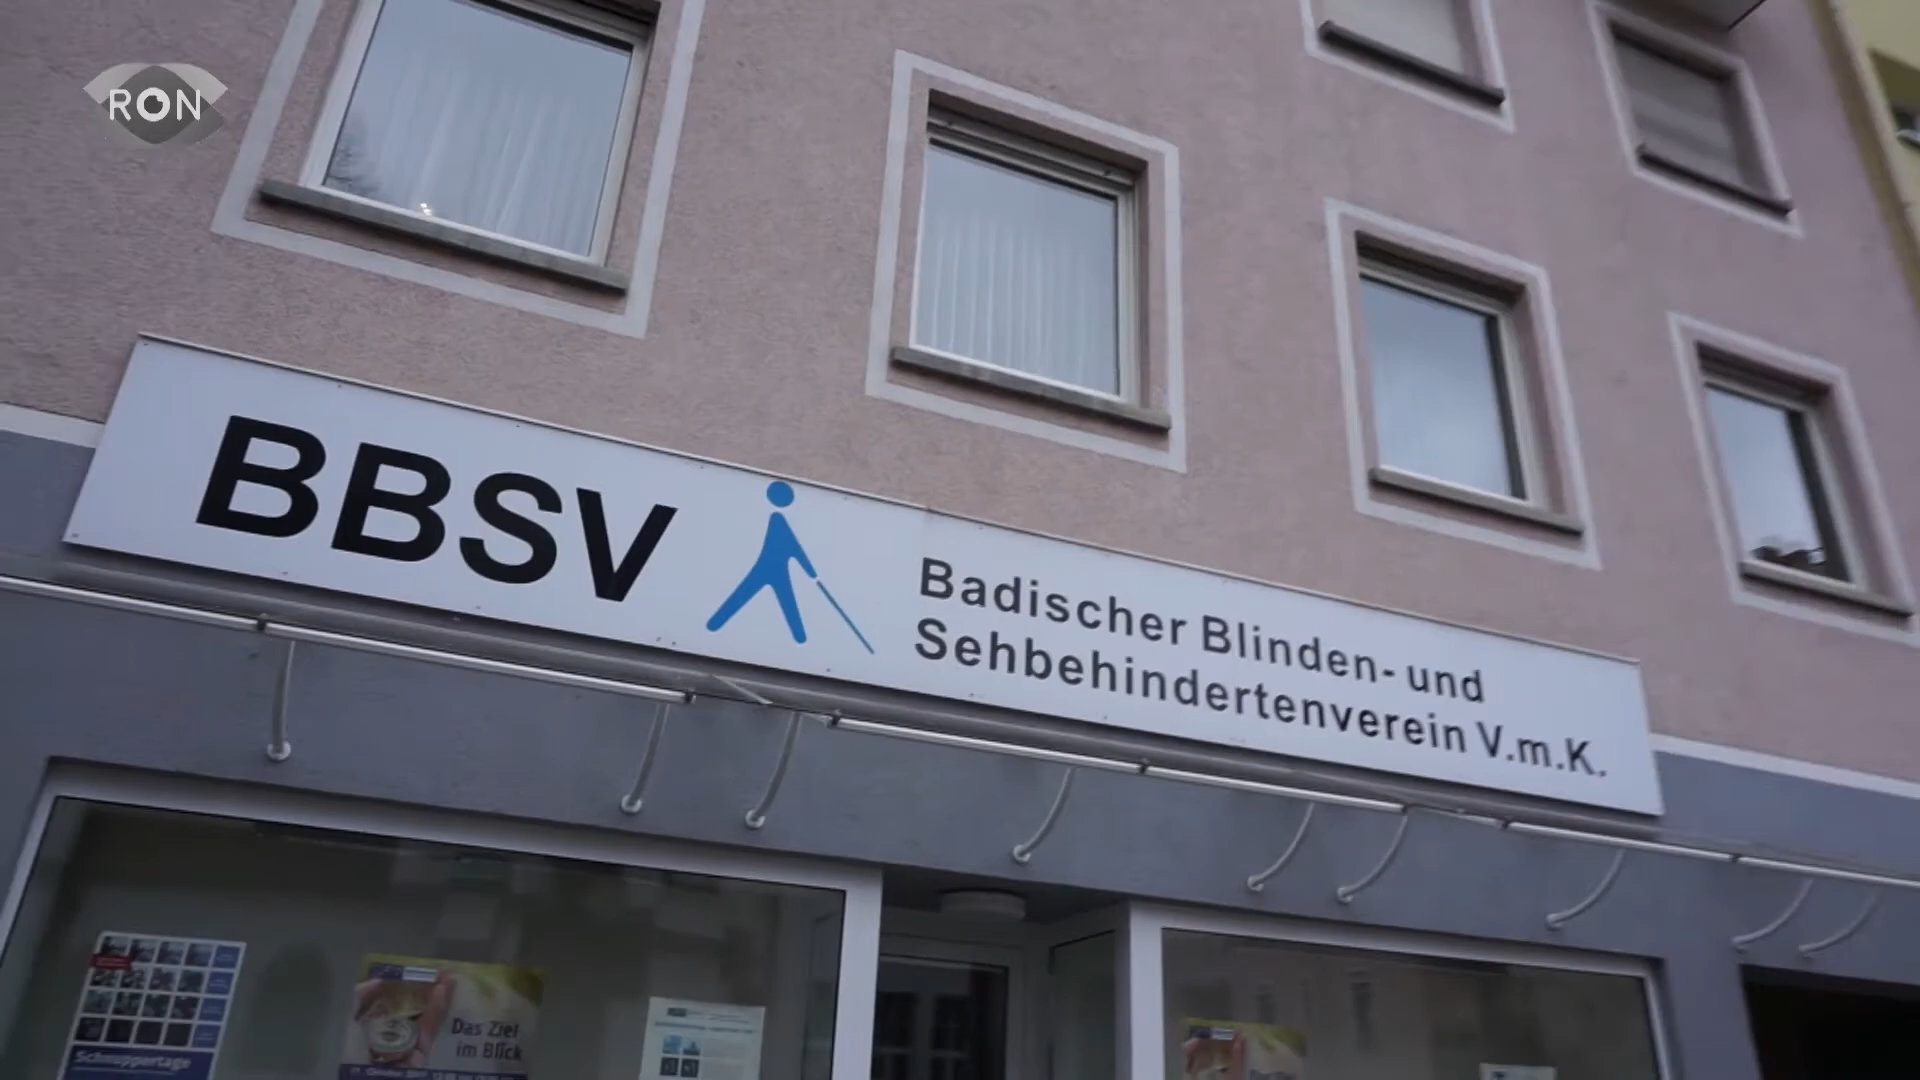 RON
BBSV
Badischer Blinden- und
Sehbehindertenverein V.m.K.
Schnuppertage
Das Ziel
im Blick